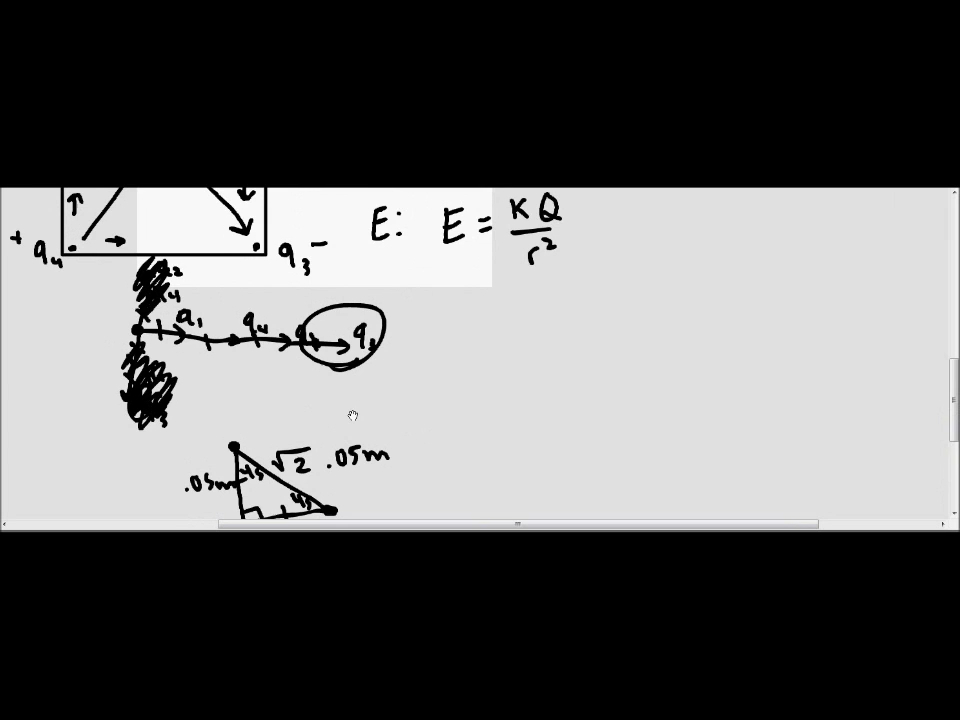 + q4
q3 −
E: E = KQ / r²
q1 q4 q3
.05m 45 √2 .05m
45